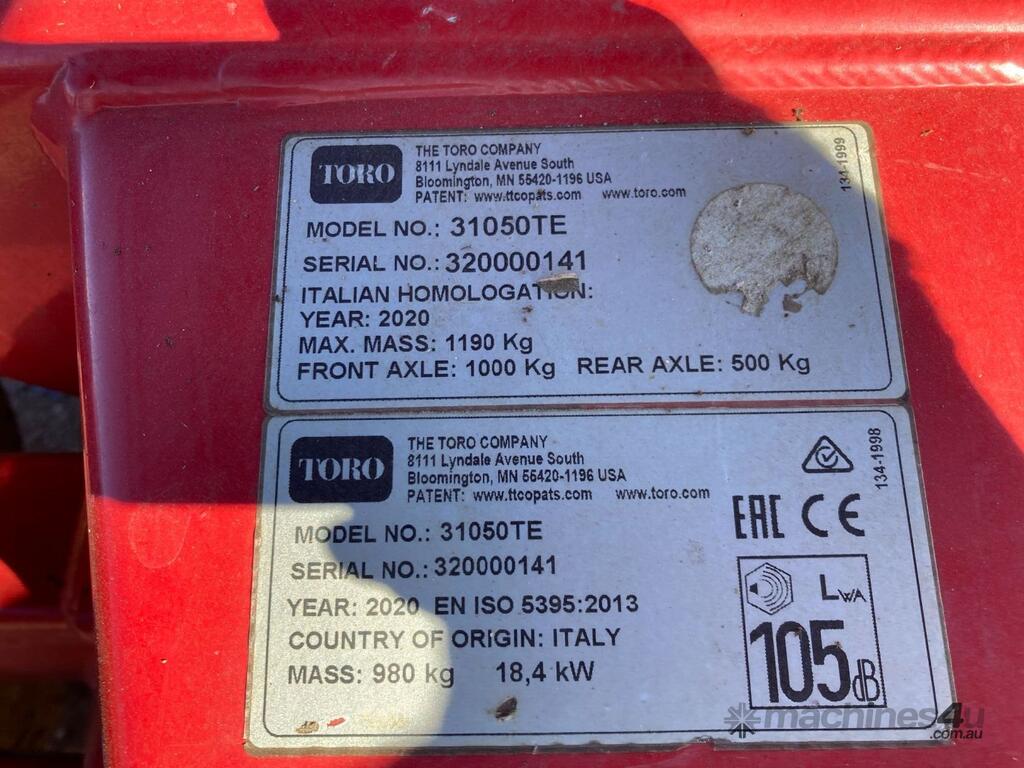 TORO
THE TORO COMPANY
8111 Lyndale Avenue South
Bloomington, MN 55420-1196 USA
PATENT: www.ttcopats.com www.toro.com
134-1999
MODEL NO.: 31050TE
SERIAL NO.: 320000141
ITALIAN HOMOLOGATION:
YEAR: 2020
MAX. MASS: 1190 Kg
FRONT AXLE: 1000 Kg REAR AXLE: 500 Kg
TORO
THE TORO COMPANY
8111 Lyndale Avenue South
Bloomington, MN 55420-1196 USA
PATENT: www.ttcopats.com www.toro.com
134-1998
EAC CE
MODEL NO.: 31050TE
SERIAL NO.: 320000141
YEAR: 2020 EN ISO 5395:2013
COUNTRY OF ORIGIN: ITALY
MASS: 980 kg 18,4 kW
LWA
105 dB
machines4u
.com.au